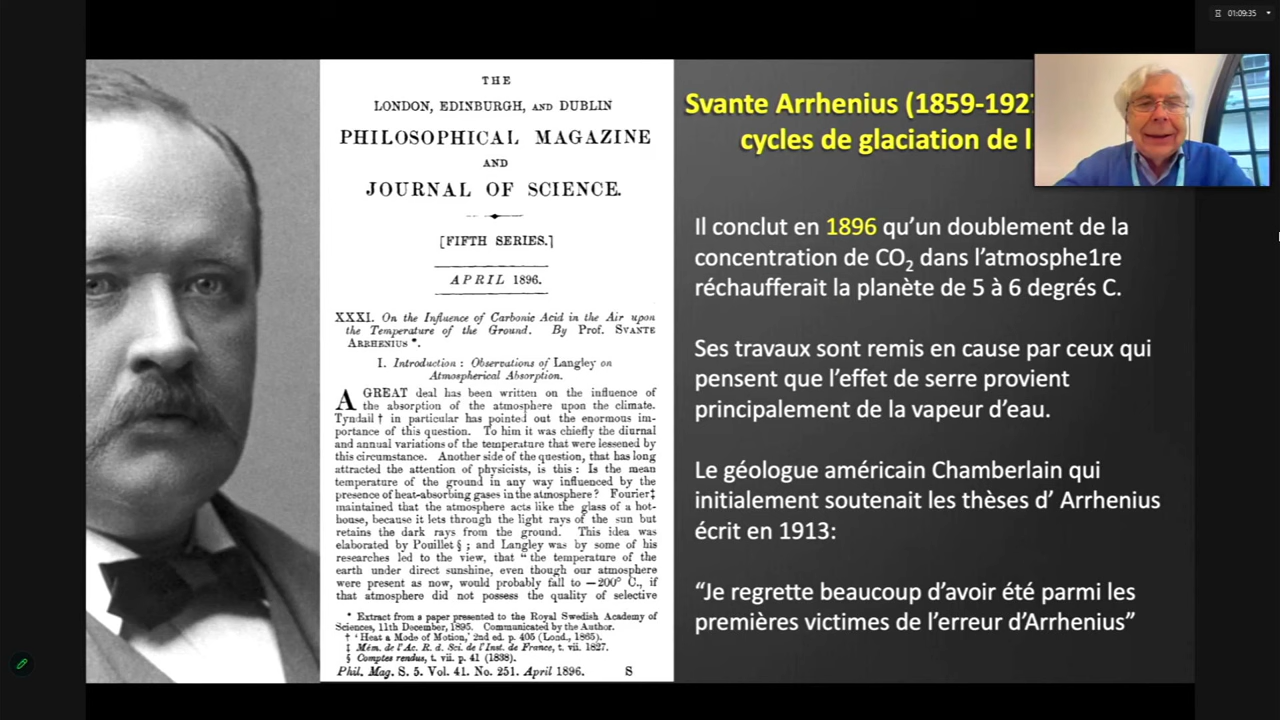 01:09:35
THE
LONDON, EDINBURGH, AND DUBLIN
PHILOSOPHICAL MAGAZINE
AND
JOURNAL OF SCIENCE.
[FIFTH SERIES.]
APRIL 1896.
XXXI. On the Influence of Carbonic Acid in the Air upon
the Temperature of the Ground. By Prof. SVANTE
ARRHENIUS *.
I. Introduction : Observations of Langley on
Atmospherical Absorption.
A GREAT deal has been written on the influence of
the absorption of the atmosphere upon the climate.
Tyndall † in particular has pointed out the enormous im-
portance of this question. To him it was chiefly the diurnal
and annual variations of the temperature that were lessened by
this circumstance. Another side of the question, that has long
attracted the attention of physicists, is this : Is the mean
temperature of the ground in any way influenced by the
presence of heat-absorbing gases in the atmosphere? Fourier‡
maintained that the atmosphere acts like the glass of a hot-
house, because it lets through the light rays of the sun but
retains the dark rays from the ground. This idea was
elaborated by Pouillet § ; and Langley was by some of his
researches led to the view, that “ the temperature of the
earth under direct sunshine, even though our atmosphere
were present as now, would probably fall to —200° C., if
that atmosphere did not possess the quality of selective
* Extract from a paper presented to the Royal Swedish Academy of
Sciences, 11th December, 1895. Communicated by the Author.
† ‘ Heat a Mode of Motion,’ 2nd ed. p. 405 (Lond., 1865).
‡ Mém. de l'Ac. R. d. Sci. de l'Inst. de France, t. vii. 1827.
§ Comptes rendus, t. vii. p. 41 (1838).
Phil. Mag. S. 5. Vol. 41. No. 251. April 1896. S
Svante Arrhenius (1859-192
cycles de glaciation de l
Il conclut en 1896 qu’un doublement de la
concentration de CO₂ dans l’atmosphe1re
réchaufferait la planète de 5 à 6 degrés C.
Ses travaux sont remis en cause par ceux qui
pensent que l’effet de serre provient
principalement de la vapeur d’eau.
Le géologue américain Chamberlain qui
initialement soutenait les thèses d’ Arrhenius
écrit en 1913:
“Je regrette beaucoup d’avoir été parmi les
premières victimes de l’erreur d’Arrhenius”